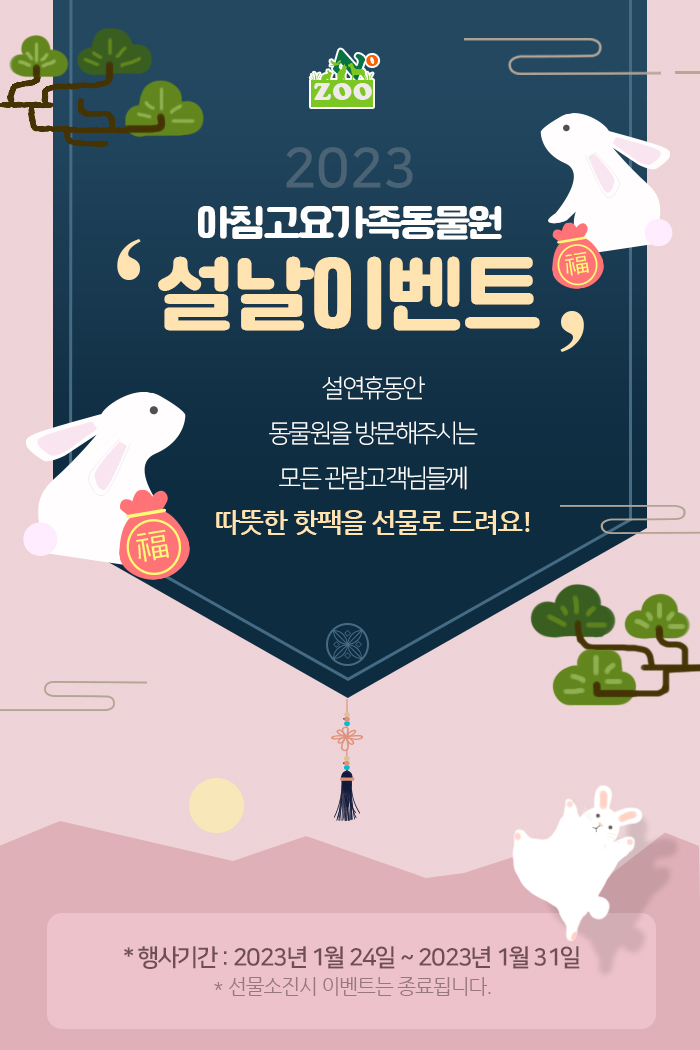 No
ZOO
2023
아침고요가족동물원
‘설날이벤트’
설연휴동안
동물원을 방문해주시는
모든 관람고객님들께
따뜻한 핫팩을 선물로 드려요!
福
福
* 행사기간 : 2023년 1월 24일 ~ 2023년 1월 31일
* 선물소진시 이벤트는 종료됩니다.